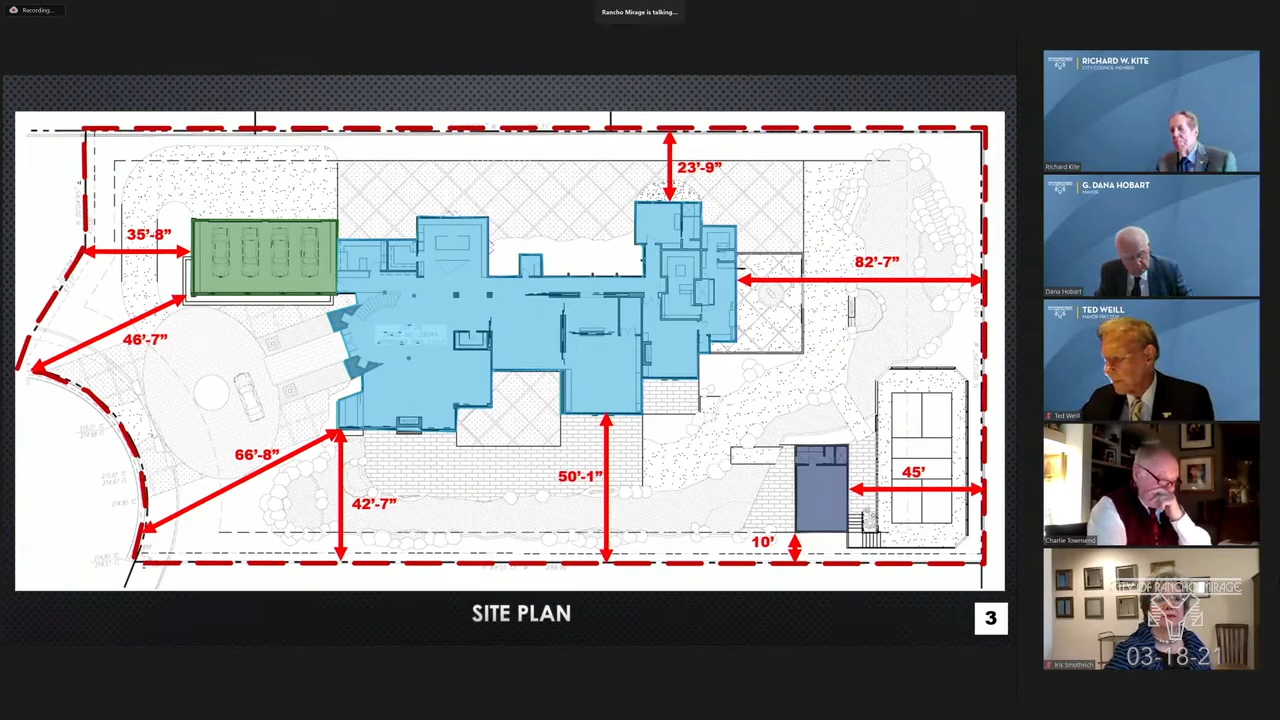 Recording...
Rancho Mirage is talking...
23'-9"
35'-8"
82'-7"
46'-7"
66'-8"
42'-7"
50'-1"
45'
10'
SITE PLAN
3
RICHARD W. KITE
CITY COUNCIL MEMBER
Richard Kite
G. DANA HOBART
MAYOR
Dana Hobart
TED WEILL
MAYOR PRO TEM
Ted Weill
Charlie Townsend
CITY OF RANCHO MIRAGE
03-18-21
Iris Smothrich